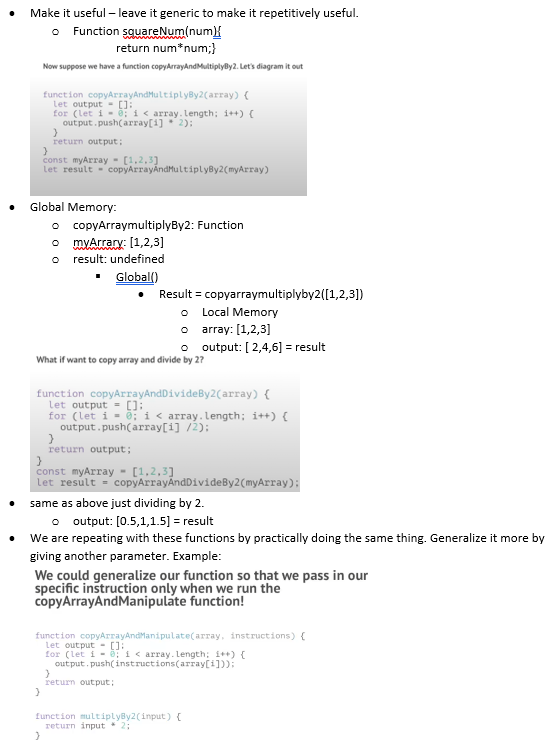 Make it useful – leave it generic to make it repetitively useful.
Function squareNum(num){
return num*num;}
Now suppose we have a function copyArrayAndMultiplyBy2. Let's diagram it out
function copyArrayAndMultiplyBy2(array) {
let output = [];
for (let i = 0; i < array.length; i++) {
output.push(array[i] * 2);
}
return output;
}
const myArray = [1,2,3]
let result = copyArrayAndMultiplyBy2(myArray)
Global Memory:
copyArraymultiplyBy2: Function
myArrary: [1,2,3]
result: undefined
Global()
Result = copyarraymultiplyby2([1,2,3])
Local Memory
array: [1,2,3]
output: [ 2,4,6] = result
What if want to copy array and divide by 2?
function copyArrayAndDivideBy2(array) {
let output = [];
for (let i = 0; i < array.length; i++) {
output.push(array[i] /2);
}
return output;
}
const myArray = [1,2,3]
let result = copyArrayAndDivideBy2(myArray);
same as above just dividing by 2.
output: [0.5,1,1.5] = result
We are repeating with these functions by practically doing the same thing. Generalize it more by
giving another parameter. Example:
We could generalize our function so that we pass in our
specific instruction only when we run the
copyArrayAndManipulate function!
function copyArrayAndManipulate(array, instructions) {
let output = [];
for (let i = 0; i < array.length; i++) {
output.push(instructions(array[i]));
}
return output;
}
function multiplyBy2(input) {
return input * 2;
}